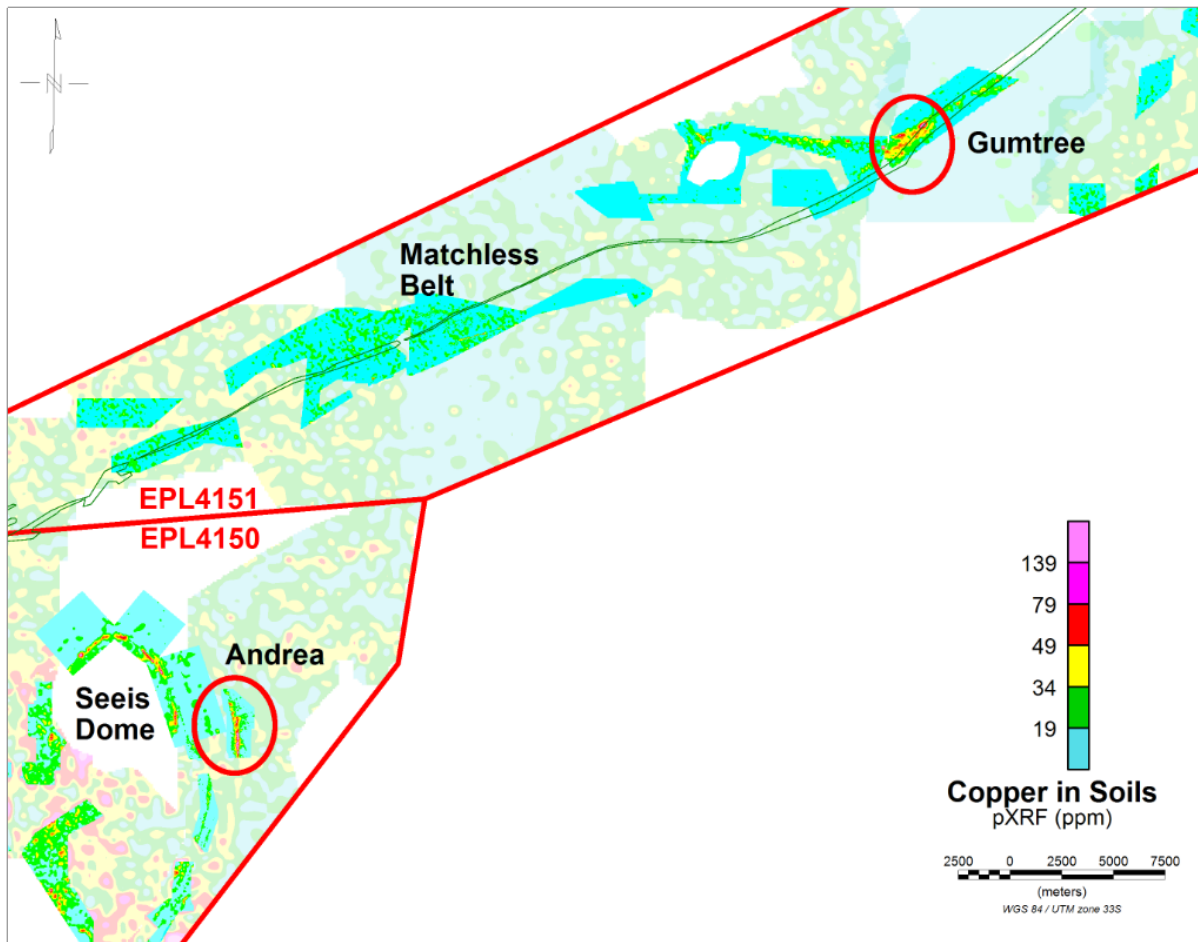 N
Gumtree
Matchless
Belt
EPL4151
EPL4150
Andrea
Seeis
Dome
139
79
49
34
19
Copper in Soils
pXRF (ppm)
2500 0 2500 5000 7500
(meters)
WGS 84 / UTM zone 33S